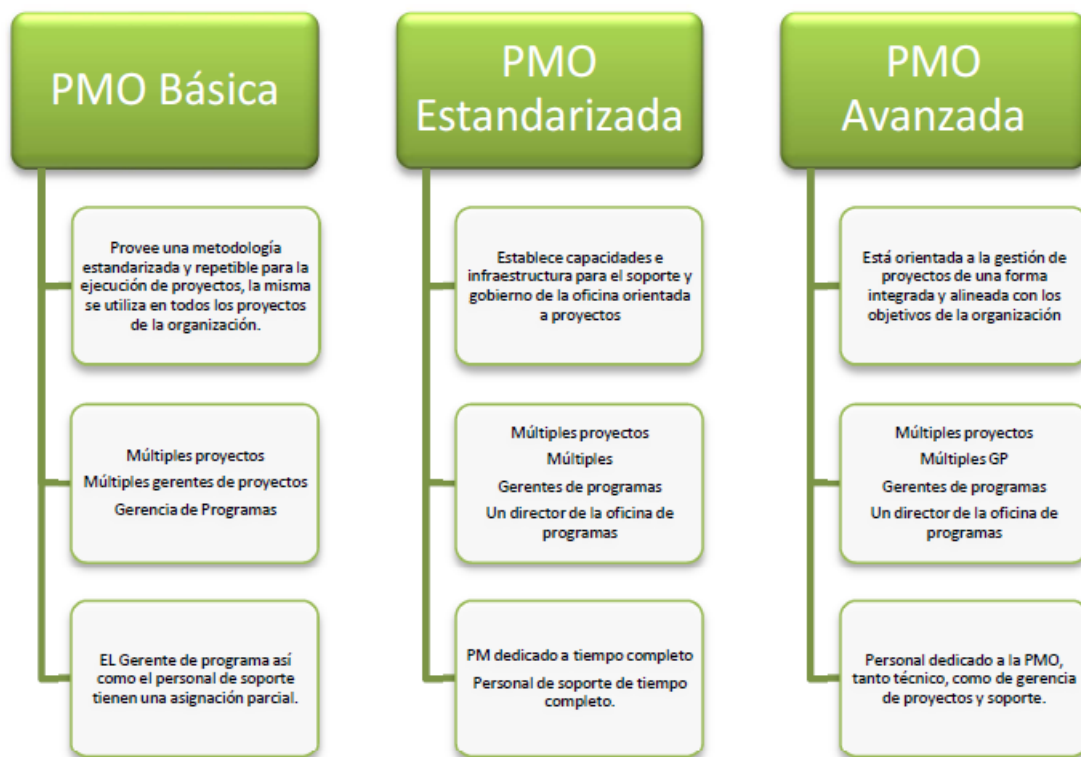 PMO Básica
Provee una metodología
estandarizada y repetible para la
ejecución de proyectos, la misma
se utiliza en todos los proyectos
de la organización.
Múltiples proyectos
Múltiples gerentes de proyectos
Gerencia de Programas
EL Gerente de programa así
como el personal de soporte
tienen una asignación parcial.
PMO
Estandarizada
Establece capacidades e
infraestructura para el soporte y
gobierno de la oficina orientada
a proyectos
Múltiples proyectos
Múltiples
Gerentes de programas
Un director de la oficina de
programas
PM dedicado a tiempo completo
Personal de soporte de tiempo
completo.
PMO
Avanzada
Está orientada a la gestión de
proyectos de una forma
integrada y alineada con los
objetivos de la organización
Múltiples proyectos
Múltiples GP
Gerentes de programas
Un director de la oficina de
programas
Personal dedicado a la PMO,
tanto técnico, como de gerencia
de proyectos y soporte.